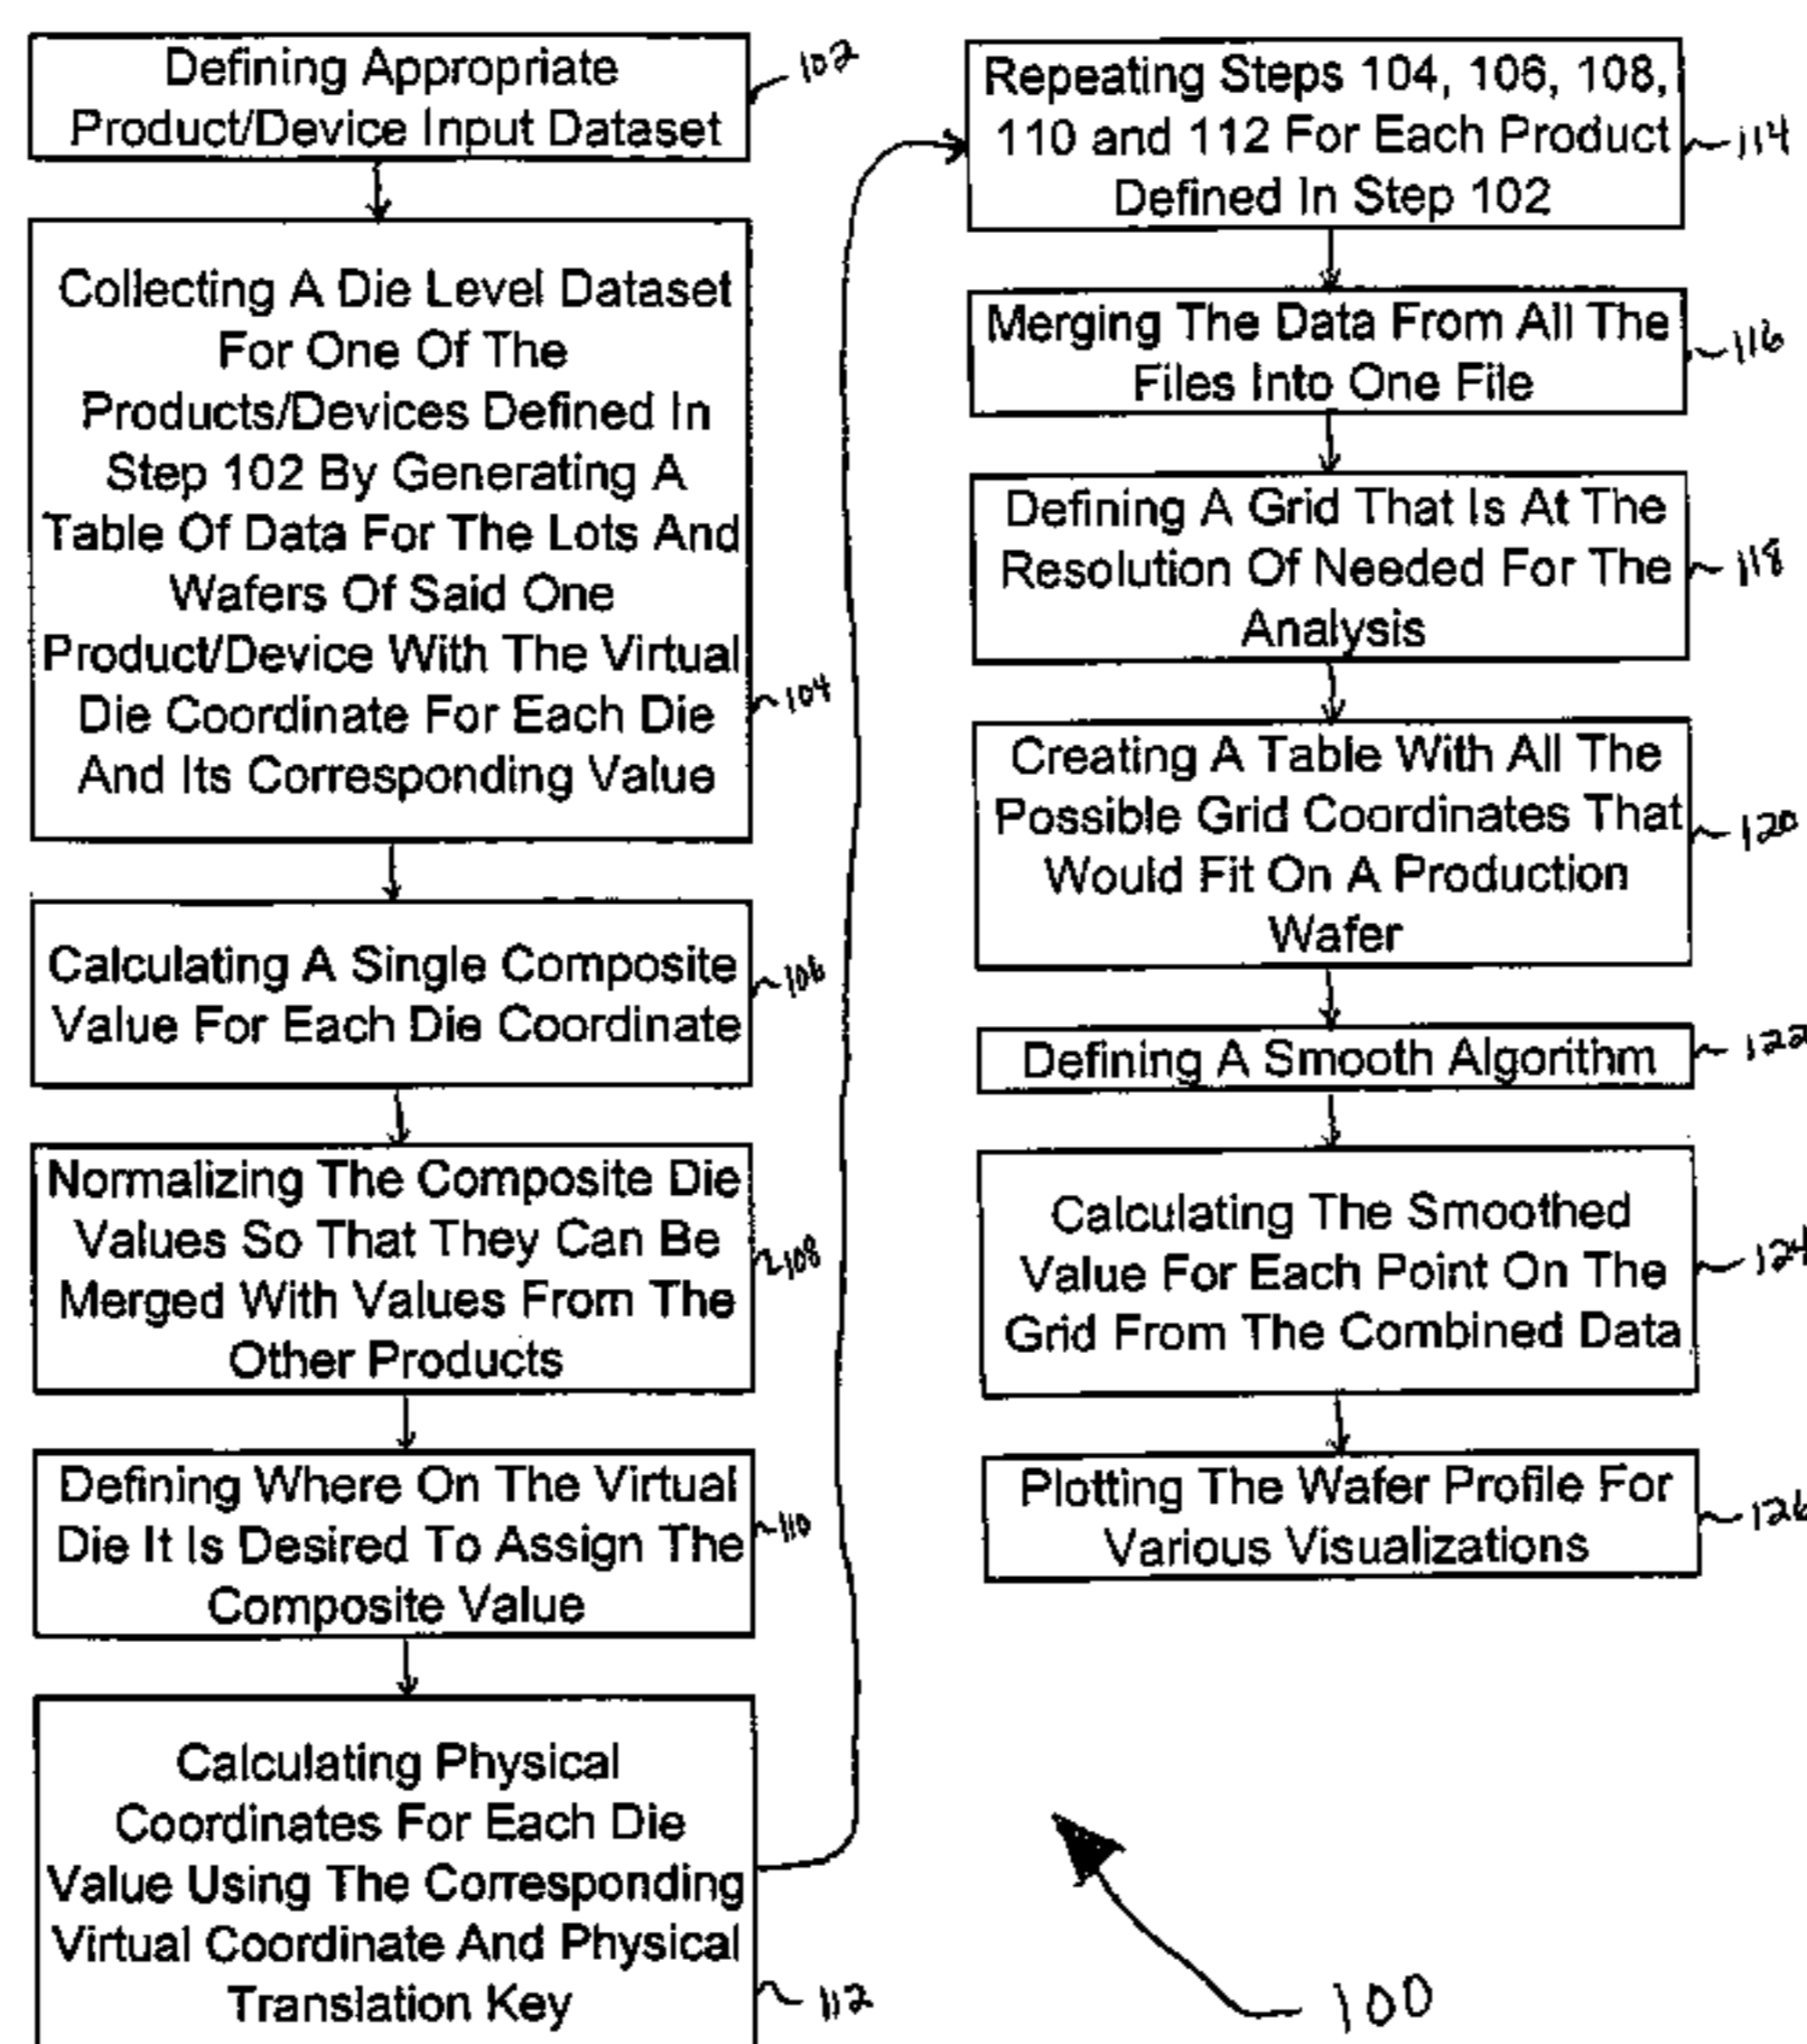 Defining Appropriate
Product/Device Input Dataset
102
Collecting A Die Level Dataset
For One Of The
Products/Devices Defined In
Step 102 By Generating A
Table Of Data For The Lots And
Wafers Of Said One
Product/Device With The Virtual
Die Coordinate For Each Die
And Its Corresponding Value
104
Calculating A Single Composite
Value For Each Die Coordinate
106
Normalizing The Composite Die
Values So That They Can Be
Merged With Values From The
Other Products
108
Defining Where On The Virtual
Die It Is Desired To Assign The
Composite Value
110
Calculating Physical
Coordinates For Each Die
Value Using The Corresponding
Virtual Coordinate And Physical
Translation Key
112
Repeating Steps 104, 106, 108,
110 and 112 For Each Product
Defined In Step 102
114
Merging The Data From All The
Files Into One File
116
Defining A Grid That Is At The
Resolution Of Needed For The
Analysis
118
Creating A Table With All The
Possible Grid Coordinates That
Would Fit On A Production
Wafer
120
Defining A Smooth Algorithm
122
Calculating The Smoothed
Value For Each Point On The
Grid From The Combined Data
124
Plotting The Wafer Profile For
Various Visualizations
126
100